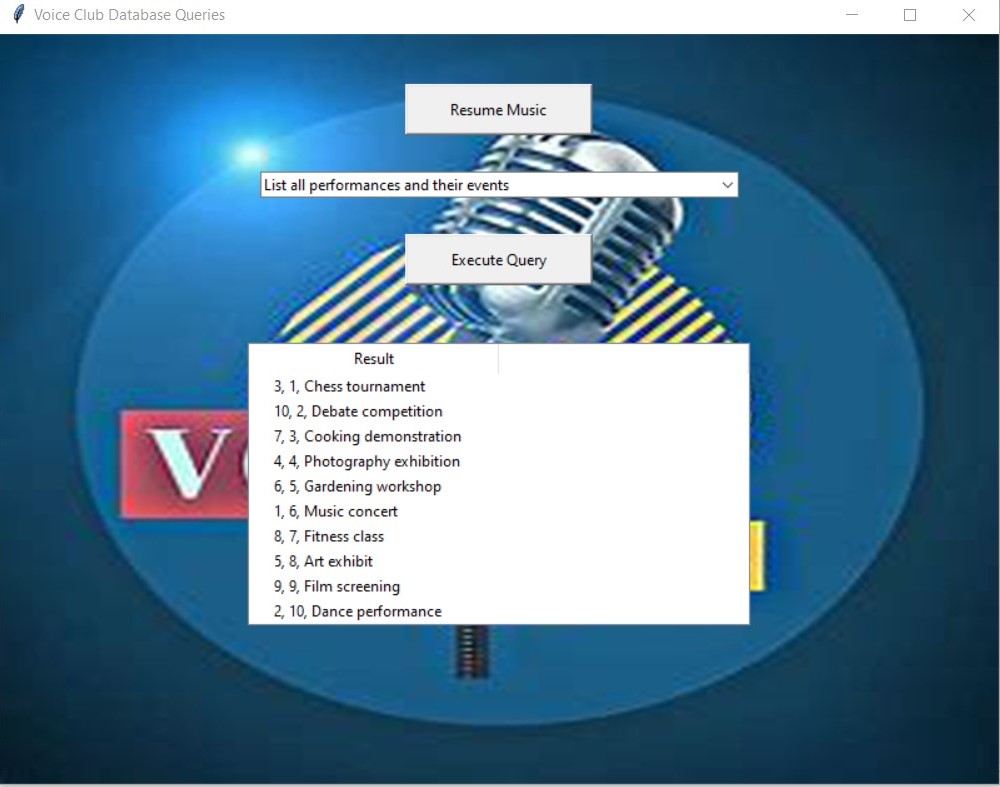 Voice Club Database Queries
Resume Music
List all performances and their events
Execute Query
Result
3, 1, Chess tournament
10, 2, Debate competition
7, 3, Cooking demonstration
4, 4, Photography exhibition
6, 5, Gardening workshop
1, 6, Music concert
8, 7, Fitness class
5, 8, Art exhibit
9, 9, Film screening
2, 10, Dance performance
V